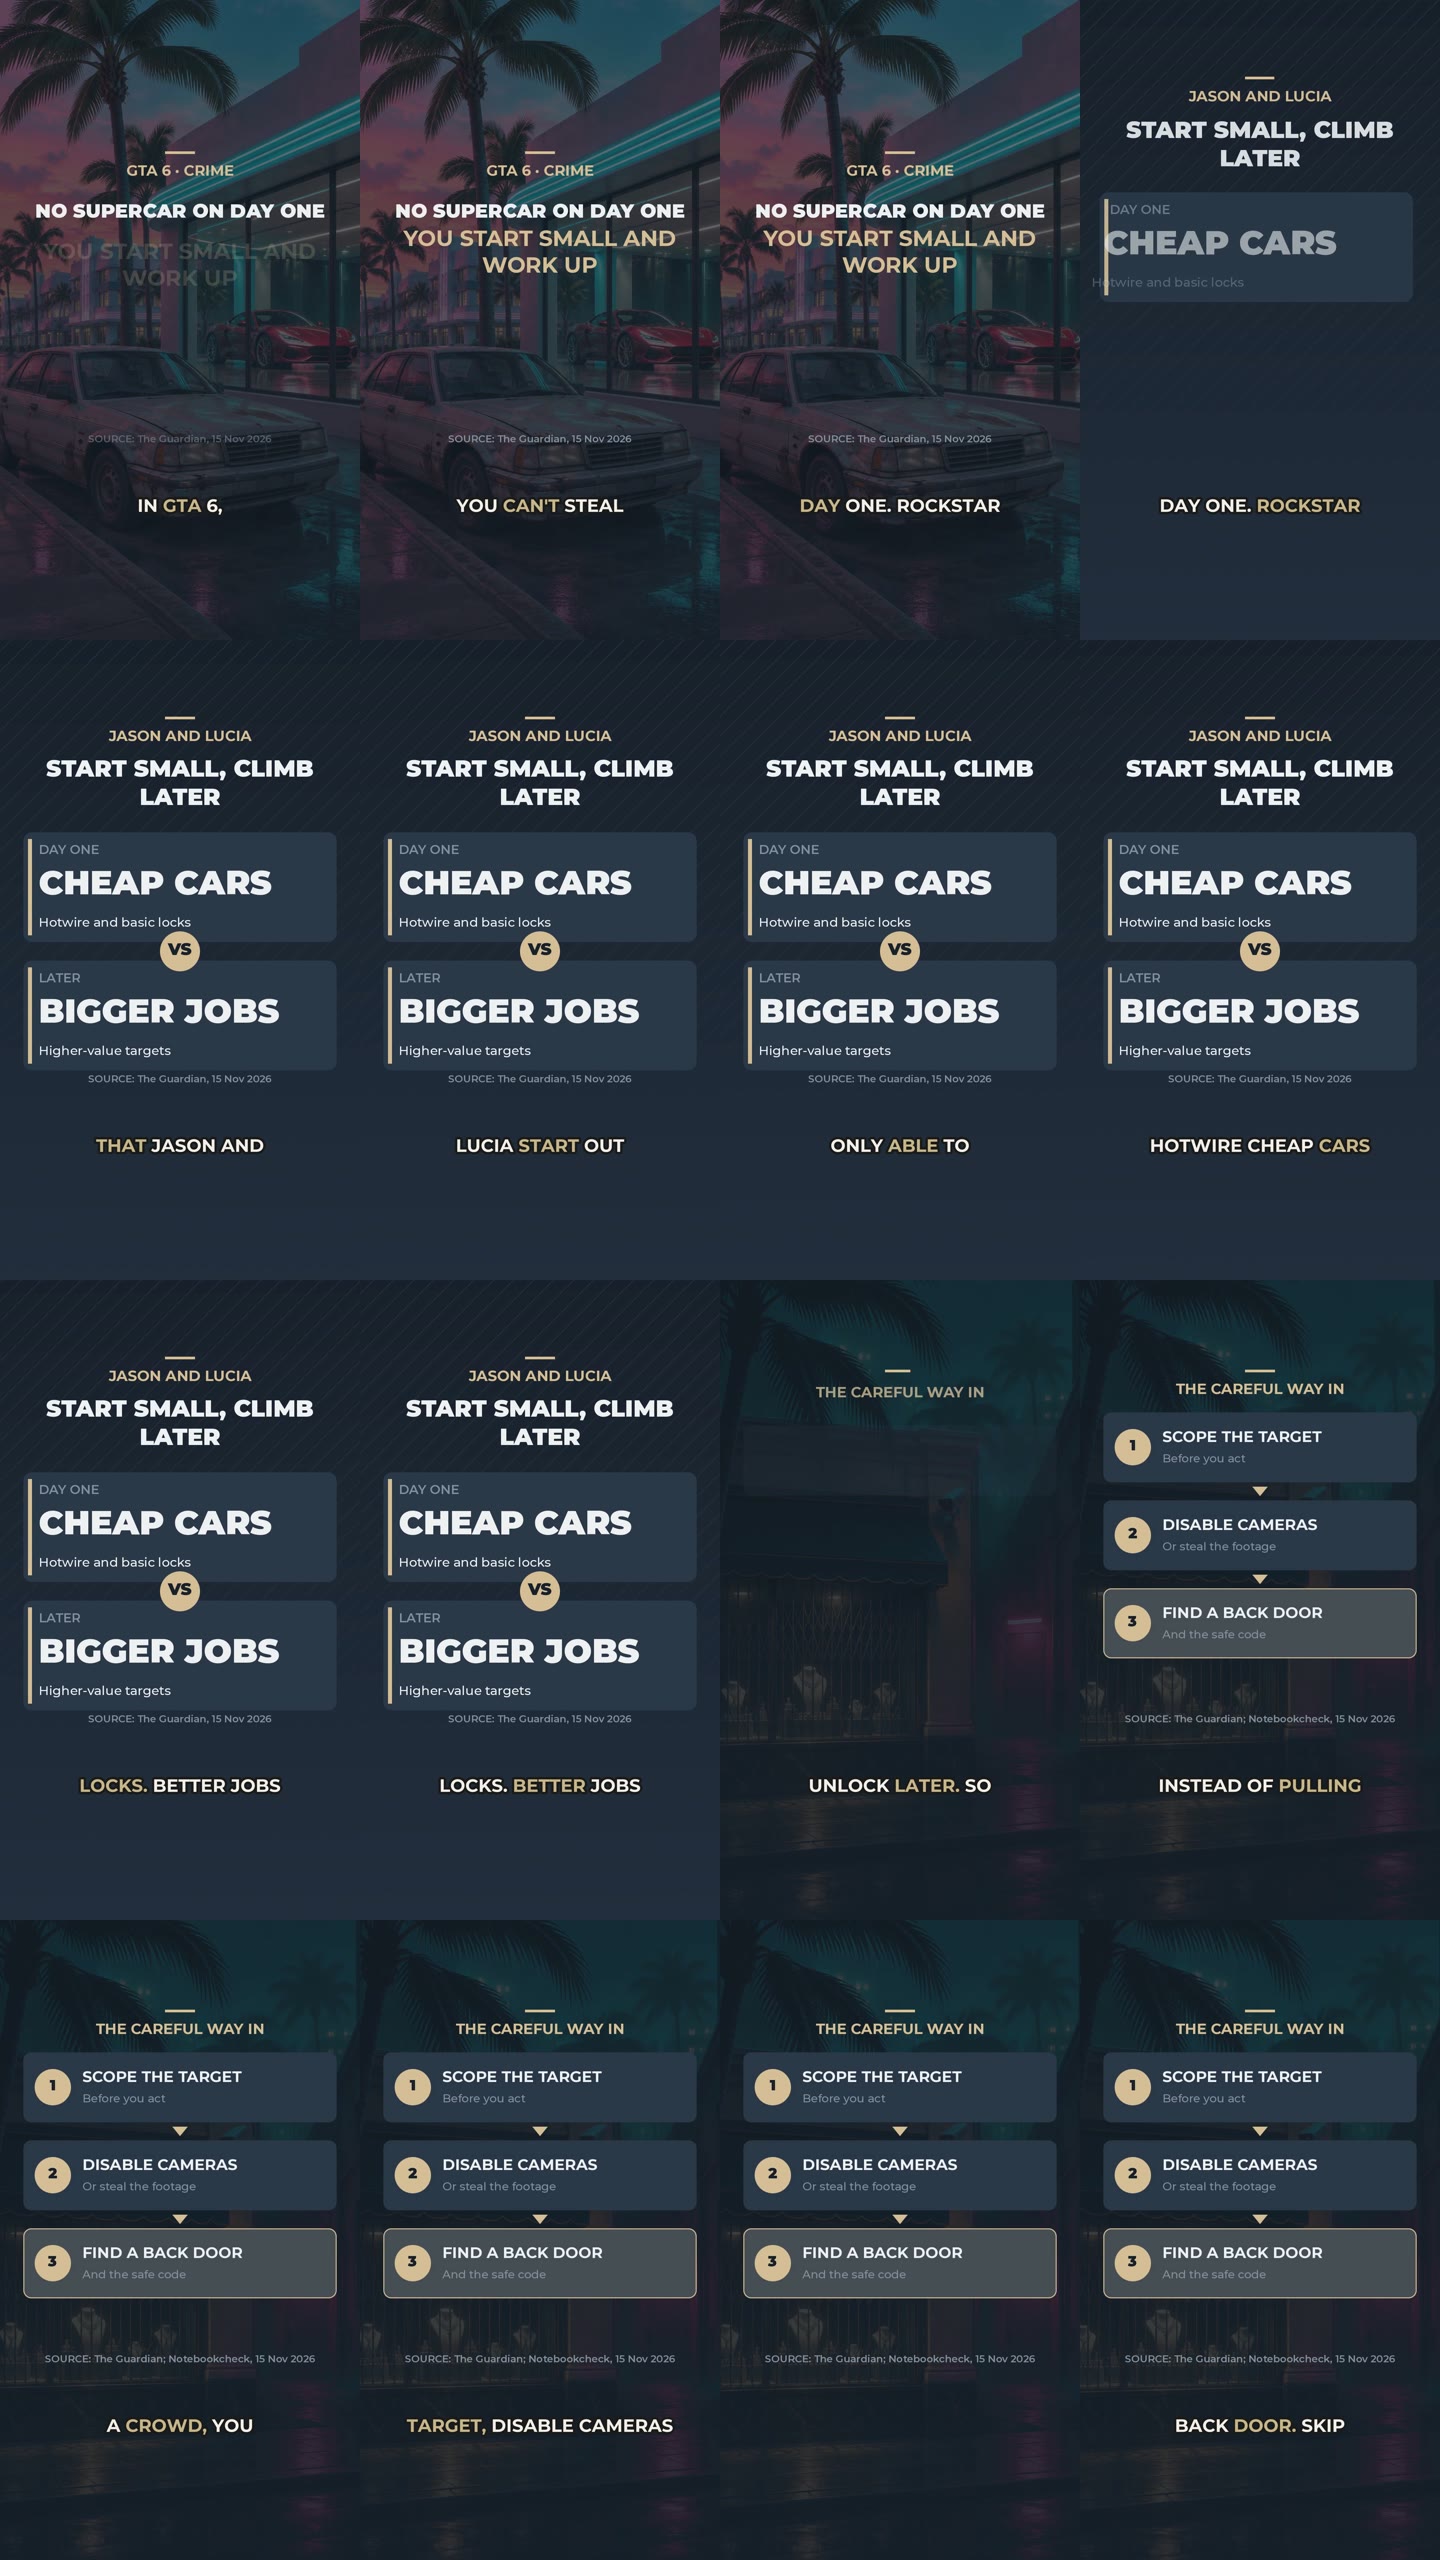 GTA 6 · CRIME
NO SUPERCAR ON DAY ONE
YOU START SMALL AND
WORK UP
SOURCE: The Guardian, 15 Nov 2026
IN GTA 6,
GTA 6 · CRIME
NO SUPERCAR ON DAY ONE
YOU START SMALL AND
WORK UP
SOURCE: The Guardian, 15 Nov 2026
YOU CAN'T STEAL
GTA 6 · CRIME
NO SUPERCAR ON DAY ONE
YOU START SMALL AND
WORK UP
SOURCE: The Guardian, 15 Nov 2026
DAY ONE. ROCKSTAR
JASON AND LUCIA
START SMALL, CLIMB
LATER
DAY ONE
CHEAP CARS
Hotwire and basic locks
DAY ONE. ROCKSTAR
JASON AND LUCIA
START SMALL, CLIMB
LATER
DAY ONE
CHEAP CARS
Hotwire and basic locks
VS
LATER
BIGGER JOBS
Higher-value targets
SOURCE: The Guardian, 15 Nov 2026
THAT JASON AND
JASON AND LUCIA
START SMALL, CLIMB
LATER
DAY ONE
CHEAP CARS
Hotwire and basic locks
VS
LATER
BIGGER JOBS
Higher-value targets
SOURCE: The Guardian, 15 Nov 2026
LUCIA START OUT
JASON AND LUCIA
START SMALL, CLIMB
LATER
DAY ONE
CHEAP CARS
Hotwire and basic locks
VS
LATER
BIGGER JOBS
Higher-value targets
SOURCE: The Guardian, 15 Nov 2026
ONLY ABLE TO
JASON AND LUCIA
START SMALL, CLIMB
LATER
DAY ONE
CHEAP CARS
Hotwire and basic locks
VS
LATER
BIGGER JOBS
Higher-value targets
SOURCE: The Guardian, 15 Nov 2026
HOTWIRE CHEAP CARS
JASON AND LUCIA
START SMALL, CLIMB
LATER
DAY ONE
CHEAP CARS
Hotwire and basic locks
VS
LATER
BIGGER JOBS
Higher-value targets
SOURCE: The Guardian, 15 Nov 2026
LOCKS. BETTER JOBS
JASON AND LUCIA
START SMALL, CLIMB
LATER
DAY ONE
CHEAP CARS
Hotwire and basic locks
VS
LATER
BIGGER JOBS
Higher-value targets
SOURCE: The Guardian, 15 Nov 2026
LOCKS. BETTER JOBS
THE CAREFUL WAY IN
UNLOCK LATER. SO
THE CAREFUL WAY IN
1
SCOPE THE TARGET
Before you act
2
DISABLE CAMERAS
Or steal the footage
3
FIND A BACK DOOR
And the safe code
SOURCE: The Guardian; Notebookcheck, 15 Nov 2026
INSTEAD OF PULLING
THE CAREFUL WAY IN
1
SCOPE THE TARGET
Before you act
2
DISABLE CAMERAS
Or steal the footage
3
FIND A BACK DOOR
And the safe code
SOURCE: The Guardian; Notebookcheck, 15 Nov 2026
A CROWD, YOU
THE CAREFUL WAY IN
1
SCOPE THE TARGET
Before you act
2
DISABLE CAMERAS
Or steal the footage
3
FIND A BACK DOOR
And the safe code
SOURCE: The Guardian; Notebookcheck, 15 Nov 2026
TARGET, DISABLE CAMERAS
THE CAREFUL WAY IN
1
SCOPE THE TARGET
Before you act
2
DISABLE CAMERAS
Or steal the footage
3
FIND A BACK DOOR
And the safe code
SOURCE: The Guardian; Notebookcheck, 15 Nov 2026
THE CAREFUL WAY IN
1
SCOPE THE TARGET
Before you act
2
DISABLE CAMERAS
Or steal the footage
3
FIND A BACK DOOR
And the safe code
SOURCE: The Guardian; Notebookcheck, 15 Nov 2026
BACK DOOR. SKIP